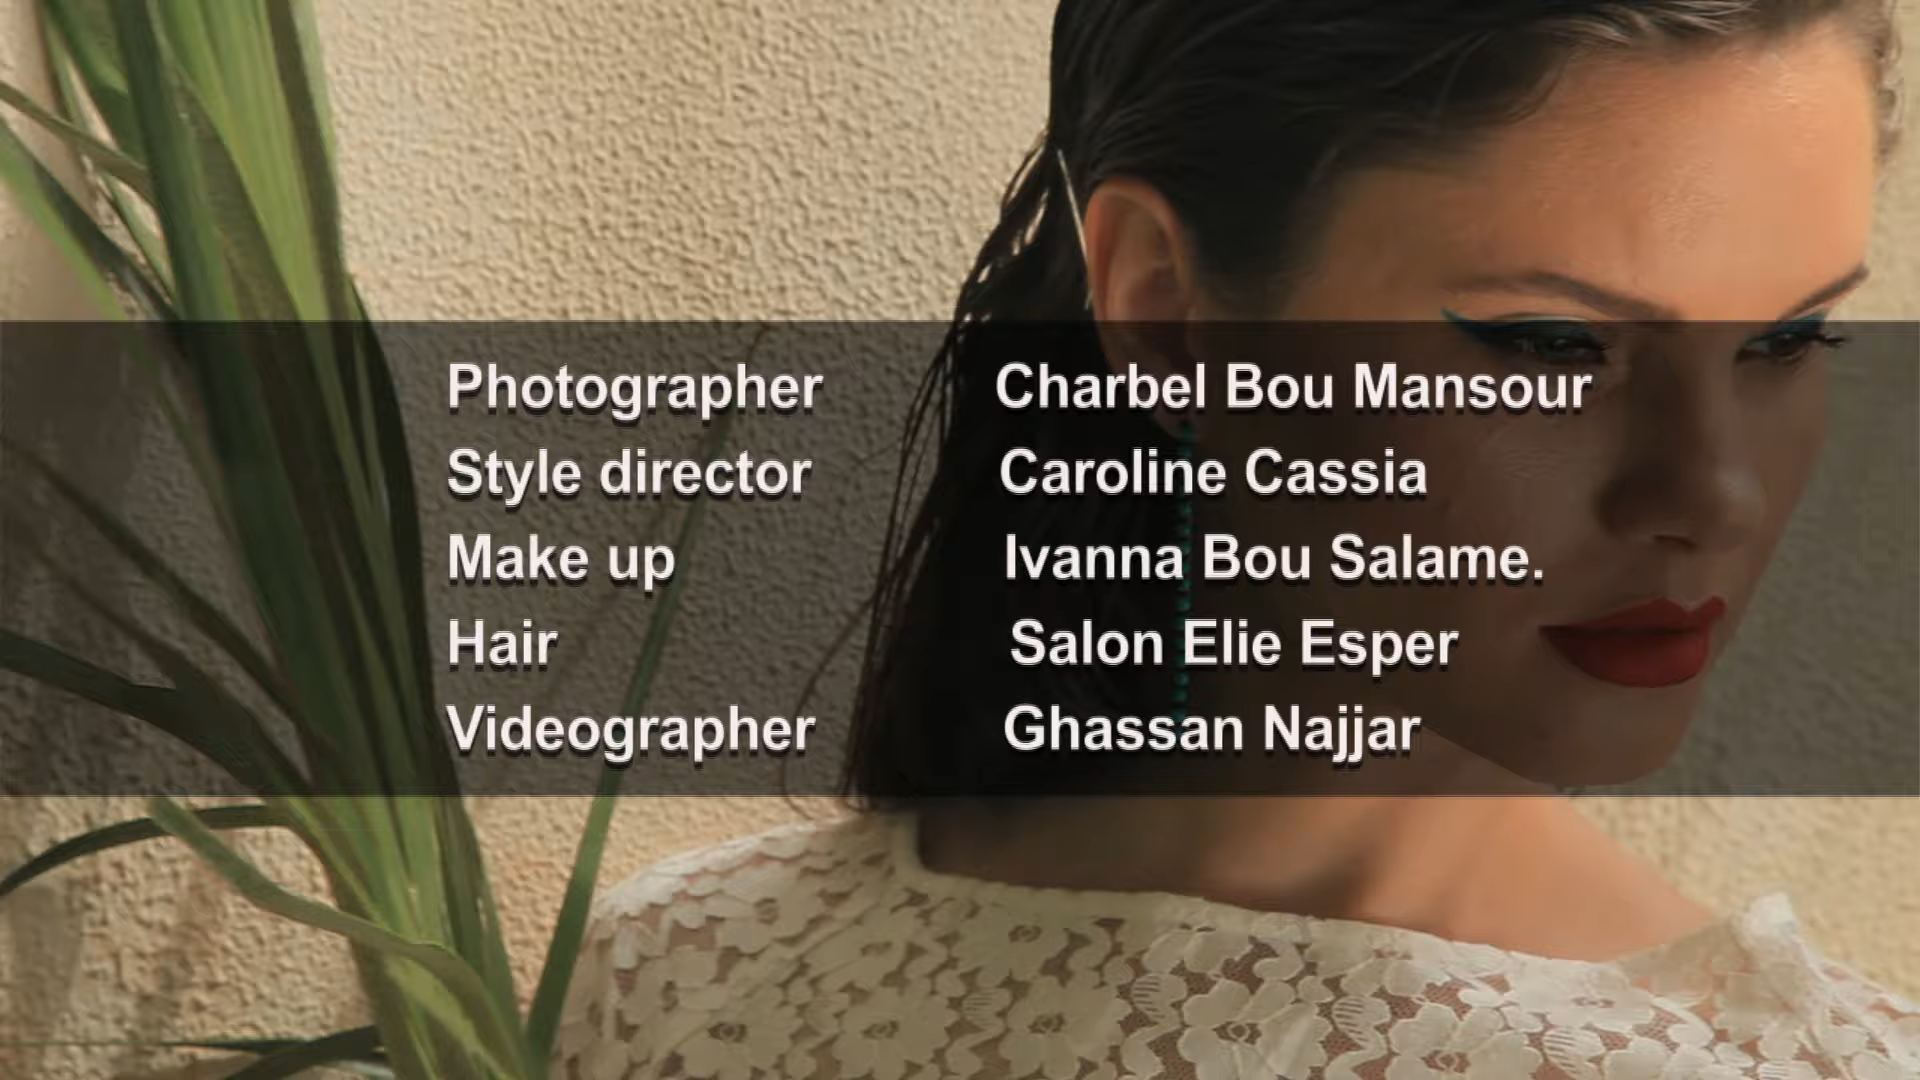 Photographer Charbel Bou Mansour
Style director Caroline Cassia
Make up Ivanna Bou Salame.
Hair Salon Elie Esper
Videographer Ghassan Najjar